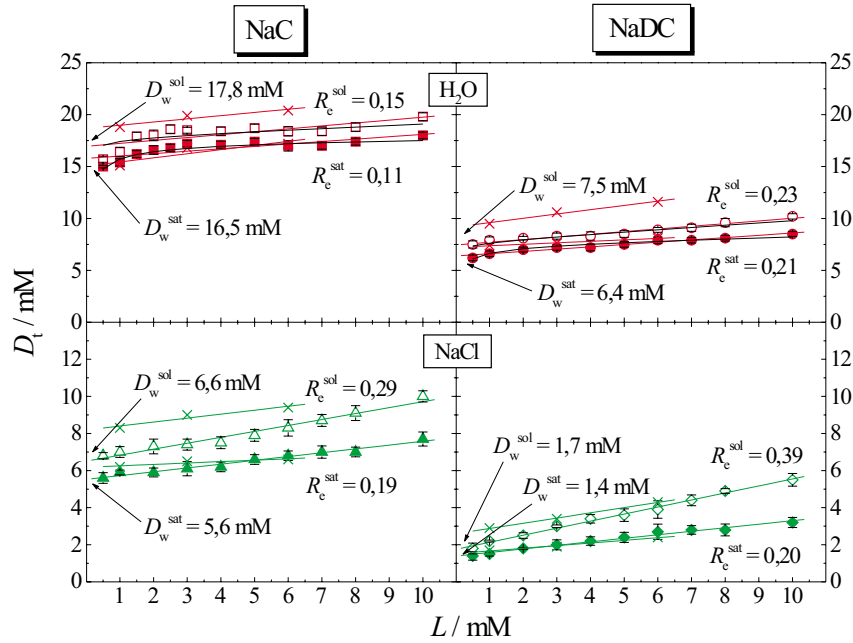 NaC
NaDC
25
20
15
10
5
0
D_w^sol = 17,8 mM
R_e^sol = 0,15
H₂O
R_e^sat = 0,11
D_w^sat = 16,5 mM
D_w^sol = 7,5 mM
R_e^sol = 0,23
R_e^sat = 0,21
D_w^sat = 6,4 mM
25
20
15
10
5
0
D_t / mM
12
10
8
6
4
2
0
NaCl
D_w^sol = 6,6 mM
R_e^sol = 0,29
R_e^sat = 0,19
D_w^sat = 5,6 mM
D_w^sol = 1,7 mM
D_w^sat = 1,4 mM
R_e^sol = 0,39
R_e^sat = 0,20
12
10
8
6
4
2
0
1 2 3 4 5 6 7 8 9 10
1 2 3 4 5 6 7 8 9 10
L / mM